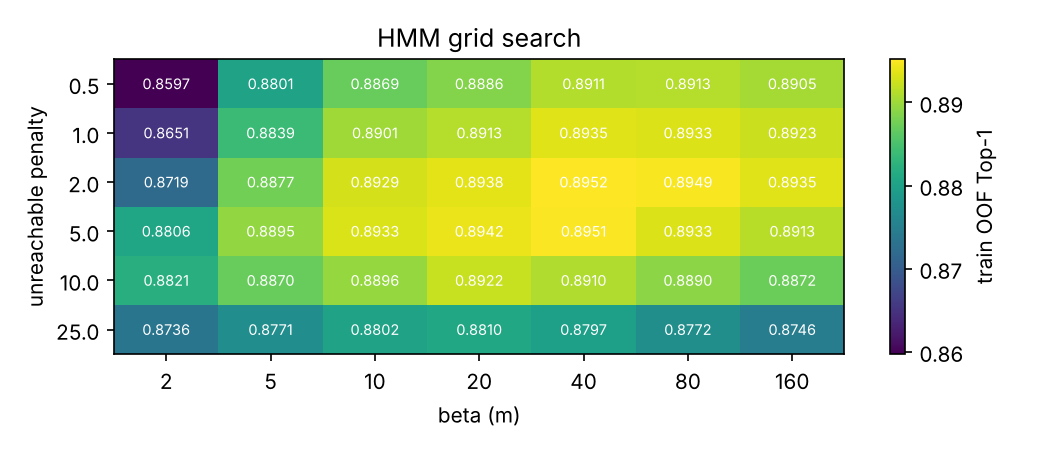 HMM grid search
unreachable penalty
0.5 0.8597 0.8801 0.8869 0.8886 0.8911 0.8913 0.8905
1.0 0.8651 0.8839 0.8901 0.8913 0.8935 0.8933 0.8923
2.0 0.8719 0.8877 0.8929 0.8938 0.8952 0.8949 0.8935
5.0 0.8806 0.8895 0.8933 0.8942 0.8951 0.8933 0.8913
10.0 0.8821 0.8870 0.8896 0.8922 0.8910 0.8890 0.8872
25.0 0.8736 0.8771 0.8802 0.8810 0.8797 0.8772 0.8746
2 5 10 20 40 80 160
beta (m)
0.89
0.88
0.87
0.86
train OOF Top-1